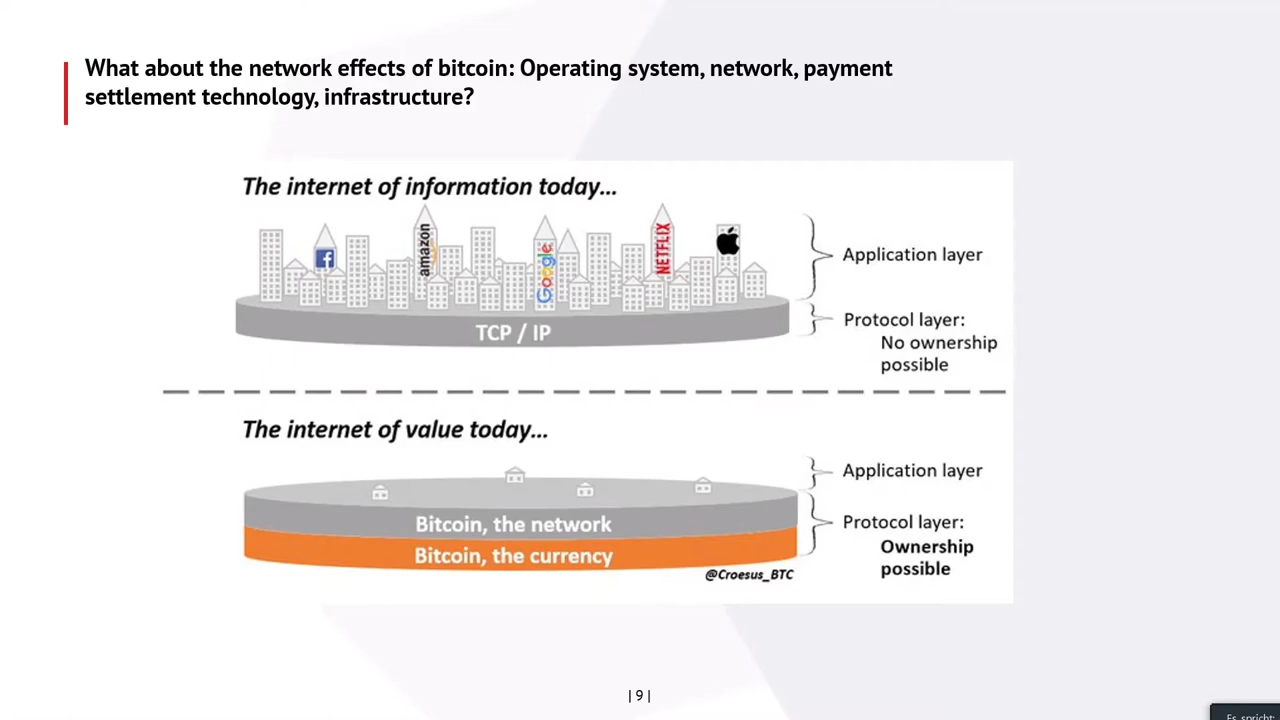 What about the network effects of bitcoin: Operating system, network, payment
settlement technology, infrastructure?
The internet of information today...
amazon
Google
NETFLIX
Application layer
TCP / IP
Protocol layer:
No ownership
possible
The internet of value today...
Application layer
Bitcoin, the network
Bitcoin, the currency
Protocol layer:
Ownership
possible
@Croesus_BTC
| 9 |
Es spricht: